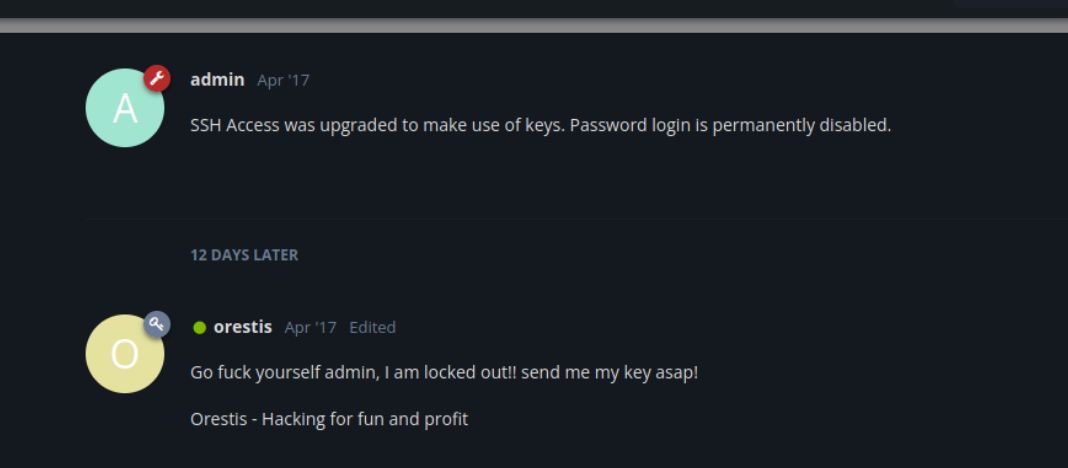 A
admin Apr '17
SSH Access was upgraded to make use of keys. Password login is permanently disabled.
12 DAYS LATER
O
orestis Apr '17 Edited
Go fuck yourself admin, I am locked out!! send me my key asap!
Orestis - Hacking for fun and profit